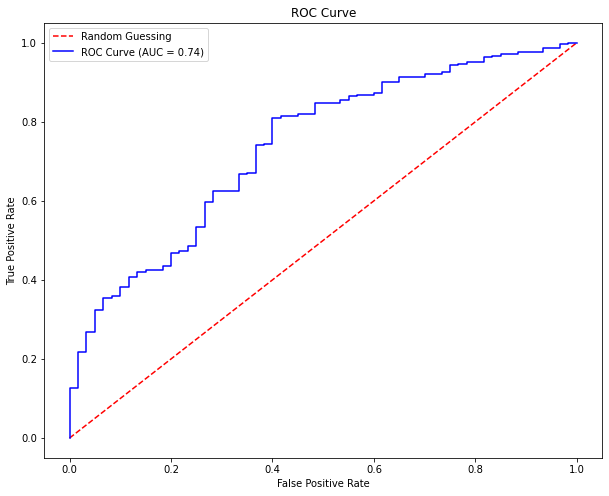 ROC Curve
Random Guessing
ROC Curve (AUC = 0.74)
1.0
0.8
0.6
0.4
0.2
0.0
True Positive Rate
0.0 0.2 0.4 0.6 0.8 1.0
False Positive Rate